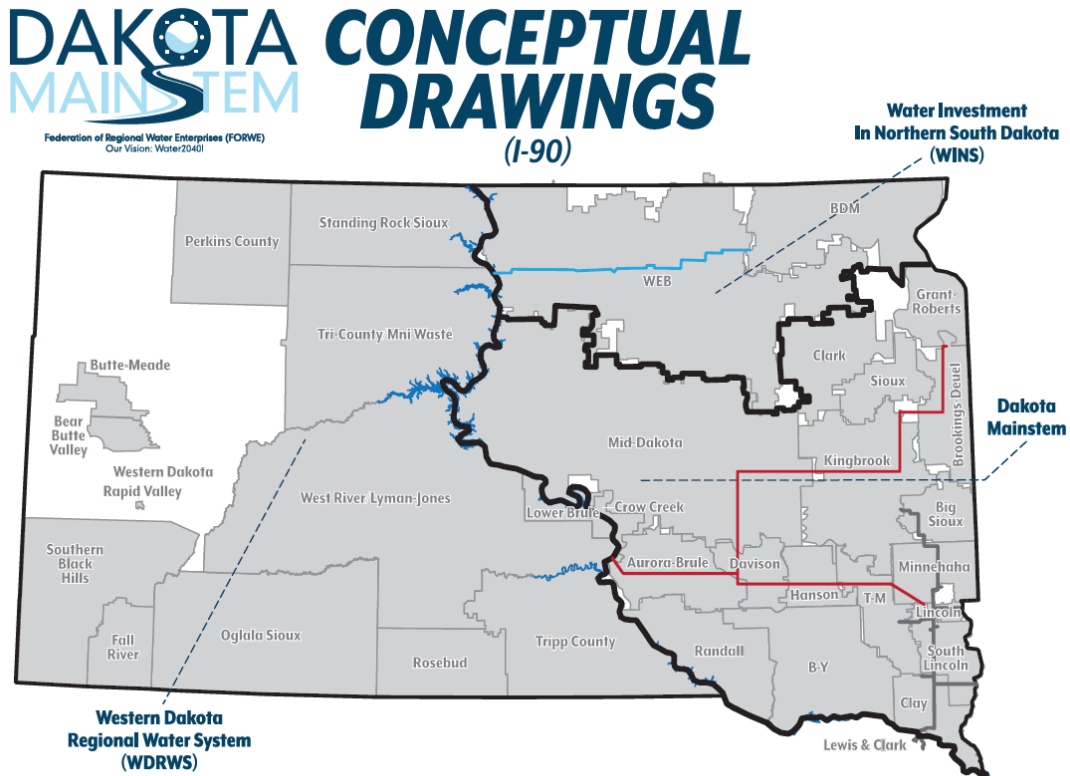 DAKOTA
MAINSTEM
Federation of Regional Water Enterprises (FORWE)
Our Vision: Water2040!
CONCEPTUAL
DRAWINGS
(I-90)
Water Investment
In Northern South Dakota
(WINS)
BDM
Standing Rock Sioux
Perkins County
WEB
Grant-
Roberts
Tri-County Mni Waste
Clark
Butte-Meade
Sioux
Brookings-Deuel
Bear
Butte
Valley
Dakota
Mainstem
Mid-Dakota
Kingbrook
Western Dakota
Rapid Valley
West River Lyman-Jones
Lower Brule
Crow Creek
Big
Sioux
Southern
Black
Hills
Aurora-Brule
Davison
Minnehaha
Hanson
T-M
Lincoln
Fall
River
Oglala Sioux
Tripp County
Rosebud
Randall
B-Y
South
Lincoln
Clay
Western Dakota
Regional Water System
(WDRWS)
Lewis & Clark